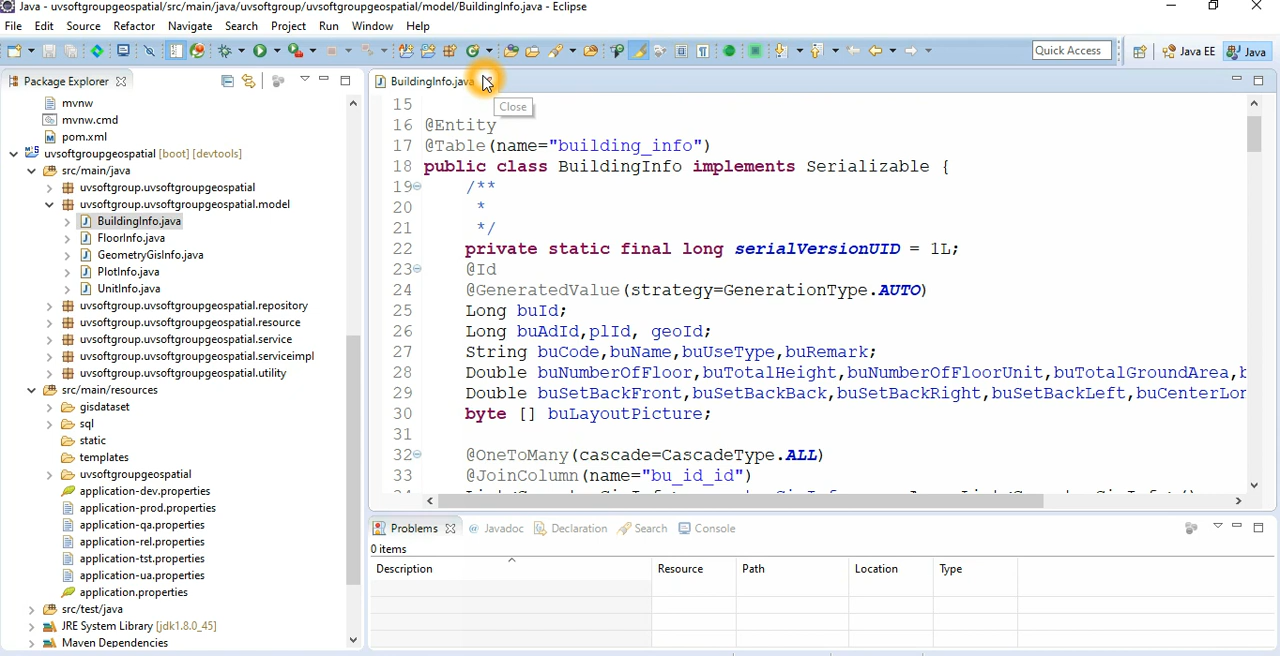 Java - uvsoftgroupgeospatial/src/main/java/uvsoftgroup/uvsoftgroupgeospatial/model/BuildingInfo.java - Eclipse
File Edit Source Refactor Navigate Search Project Run Window Help
Quick Access Java EE Java
Package Explorer
mvnw
mvnw.cmd
pom.xml
uvsoftgroupgeospatial [boot] [devtools]
src/main/java
uvsoftgroup.uvsoftgroupgeospatial
uvsoftgroup.uvsoftgroupgeospatial.model
BuildingInfo.java
FloorInfo.java
GeometryGisInfo.java
PlotInfo.java
UnitInfo.java
uvsoftgroup.uvsoftgroupgeospatial.repository
uvsoftgroup.uvsoftgroupgeospatial.resource
uvsoftgroup.uvsoftgroupgeospatial.service
uvsoftgroup.uvsoftgroupgeospatial.serviceimpl
uvsoftgroup.uvsoftgroupgeospatial.utility
src/main/resources
gisdataset
sql
static
templates
uvsoftgroupgeospatial
application-dev.properties
application-prod.properties
application-qa.properties
application-rel.properties
application-tst.properties
application-ua.properties
application.properties
src/test/java
JRE System Library [jdk1.8.0_45]
Maven Dependencies
BuildingInfo.java
Close
15
16 @Entity
17 @Table(name="building_info")
18 public class BuildingInfo implements Serializable {
19 /**
20 *
21 */
22 private static final long serialVersionUID = 1L;
23 @Id
24 @GeneratedValue(strategy=GenerationType.AUTO)
25 Long buId;
26 Long buAdId,plId, geoId;
27 String buCode,buName,buUseType,buRemark;
28 Double buNumberOfFloor,buTotalHeight,buNumberOfFloorUnit,buTotalGroundArea,
29 Double buSetBackFront,buSetBackBack,buSetBackRight,buSetBackLeft,buCenterLon
30 byte [] buLayoutPicture;
31
32 @OneToMany(cascade=CascadeType.ALL)
33 @JoinColumn(name="bu_id_id")
Problems Javadoc Declaration Search Console
0 items
Description Resource Path Location Type